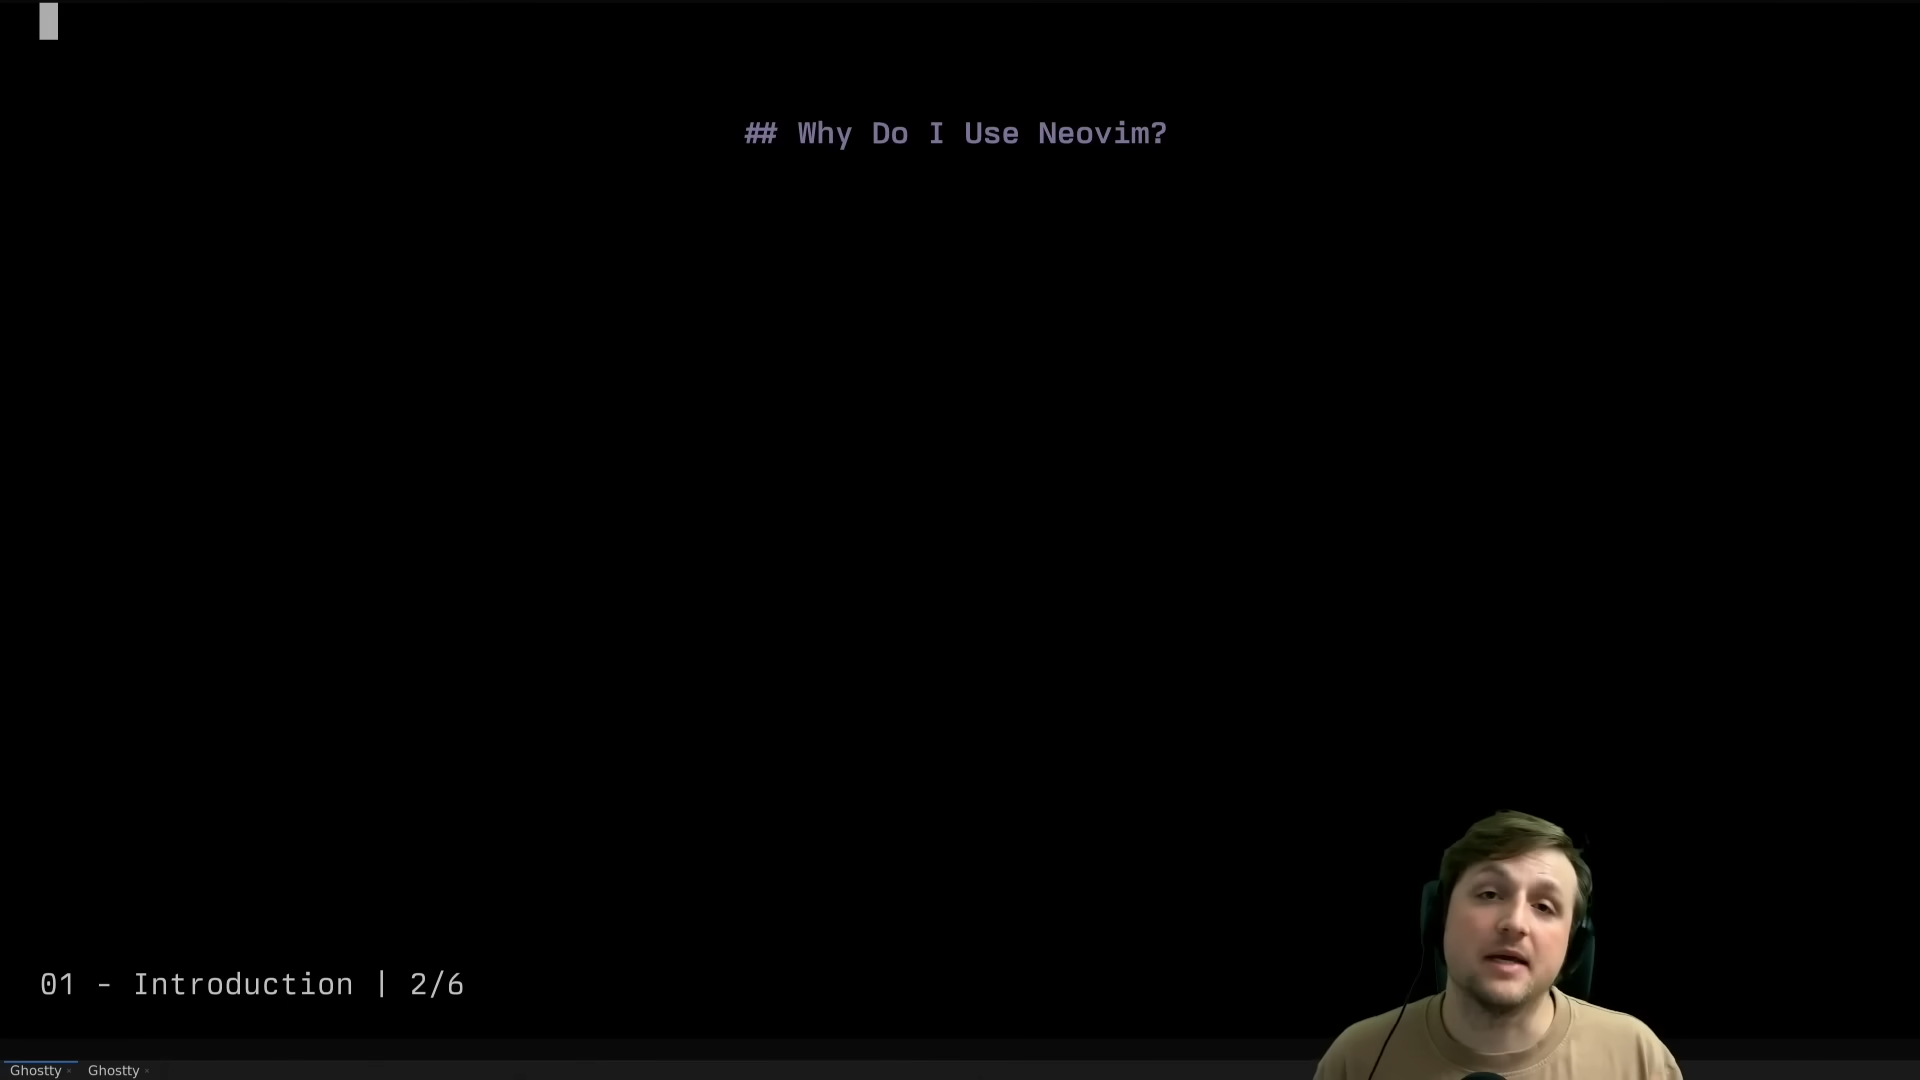 ## Why Do I Use Neovim?
01 - Introduction | 2/6
Ghostty Ghostty